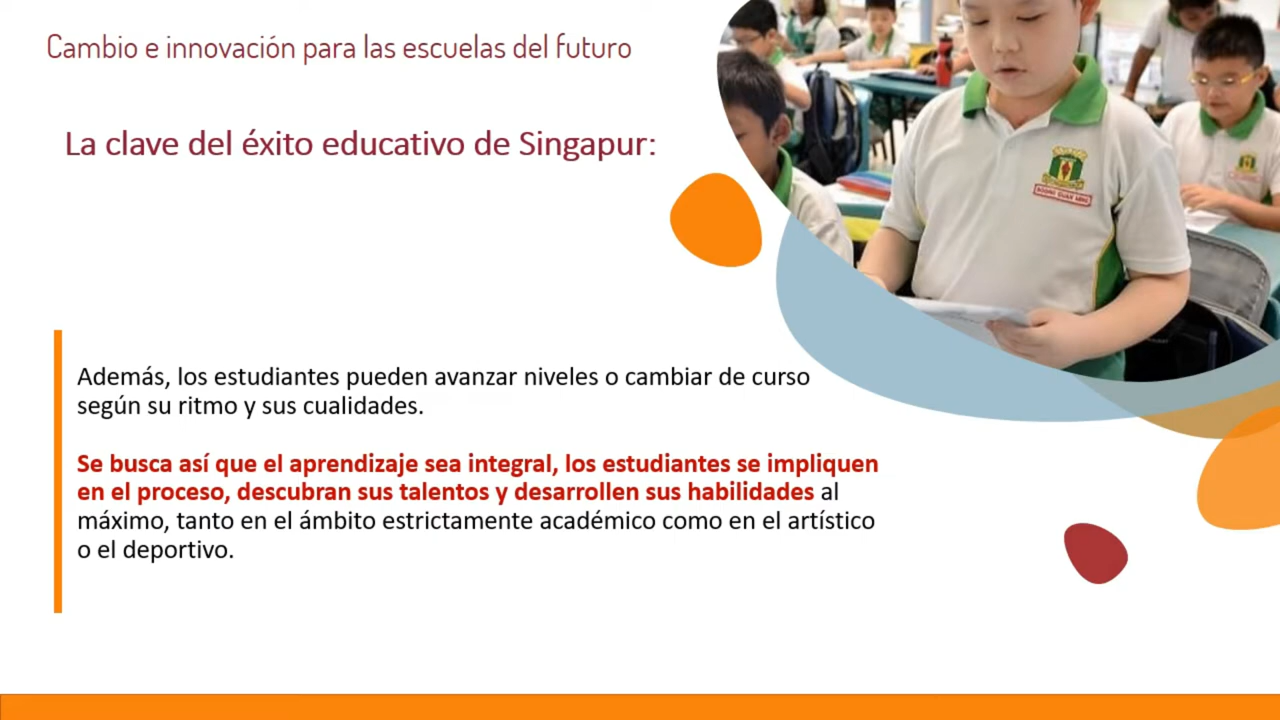 Cambio e innovación para las escuelas del futuro
La clave del éxito educativo de Singapur:
Además, los estudiantes pueden avanzar niveles o cambiar de curso
según su ritmo y sus cualidades.
Se busca así que el aprendizaje sea integral, los estudiantes se impliquen
en el proceso, descubran sus talentos y desarrollen sus habilidades al
máximo, tanto en el ámbito estrictamente académico como en el artístico
o el deportivo.